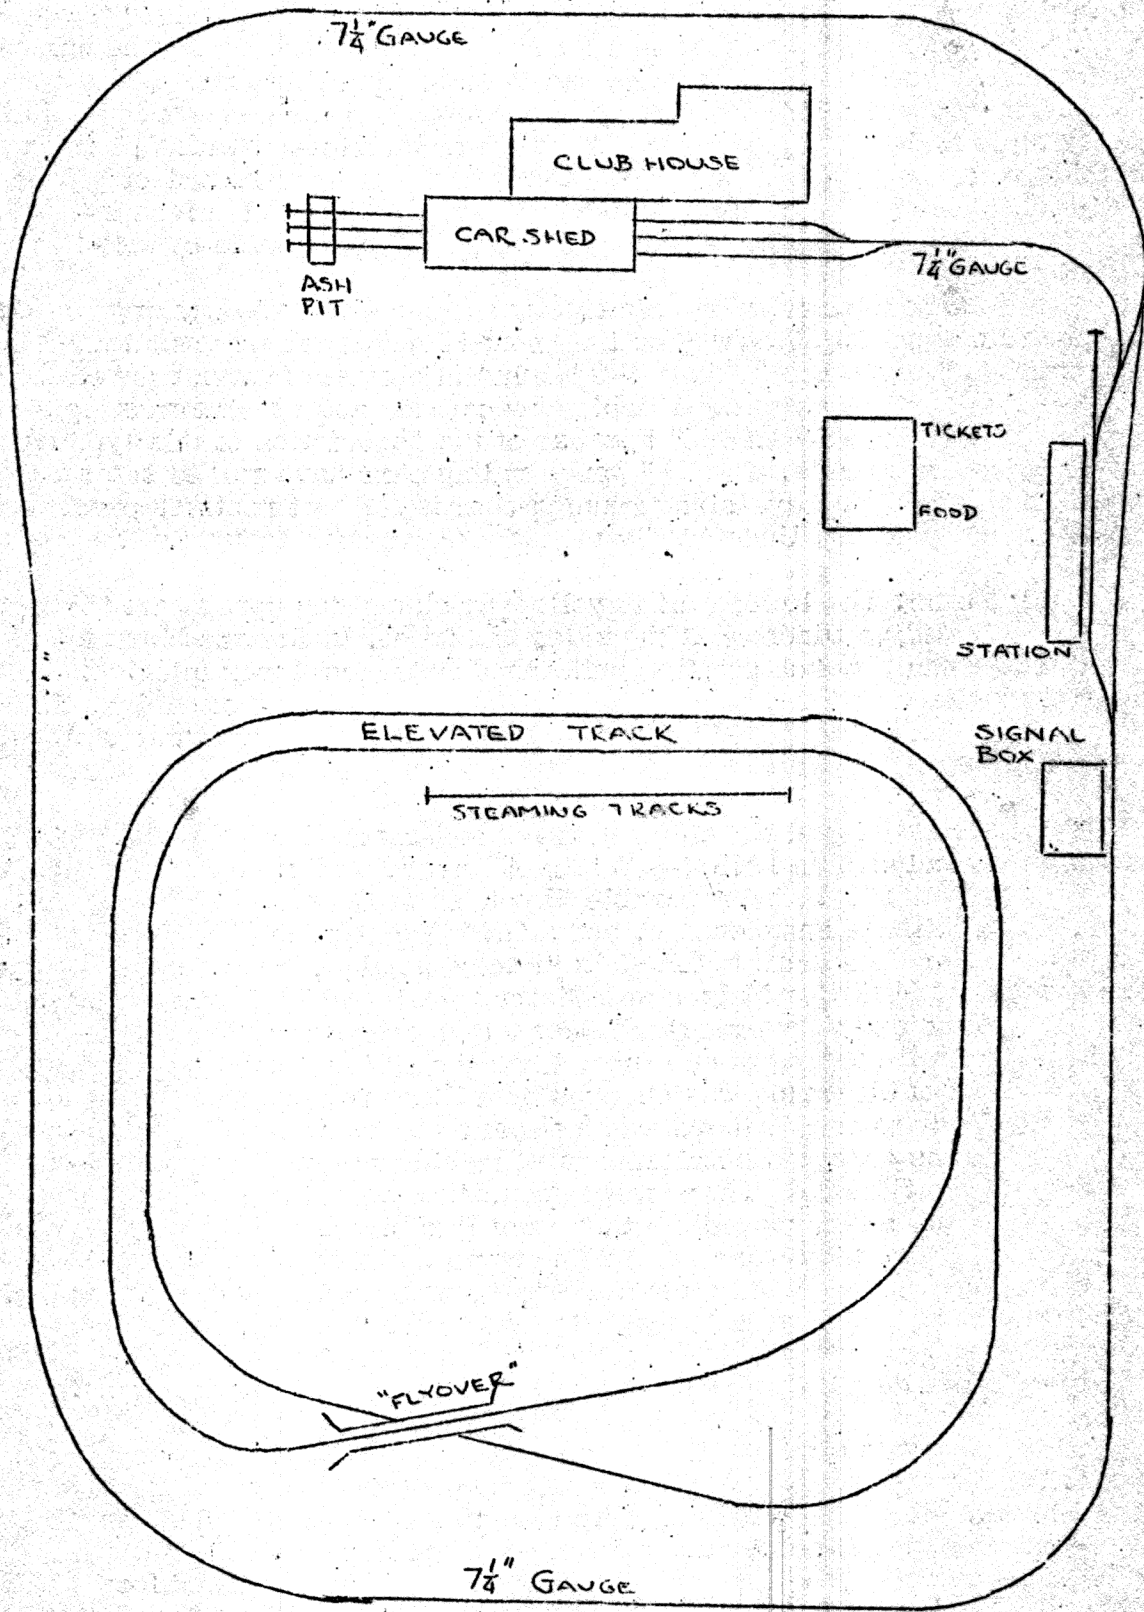 7¼" GAUGE
CLUB HOUSE
CAR SHED
7¼" GAUGE
ASH
PIT
TICKETS
FOOD
STATION
ELEVATED TRACK
SIGNAL
BOX
STEAMING TRACKS
"FLYOVER"
7¼" GAUGE